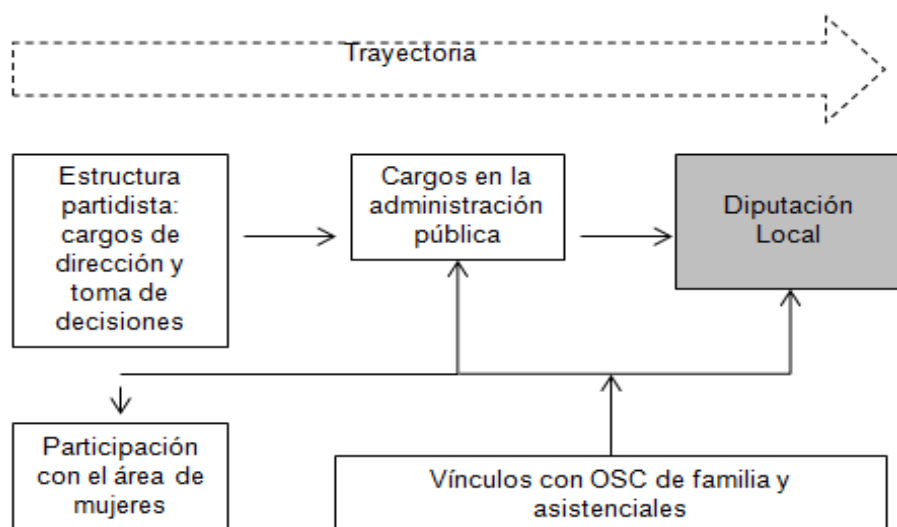 Trayectoria
Estructura
partidista:
cargos de
dirección y
toma de
decisiones
Cargos en la
administración
pública
Diputación
Local
Participación
con el área de
mujeres
Vínculos con OSC de familia y
asistenciales